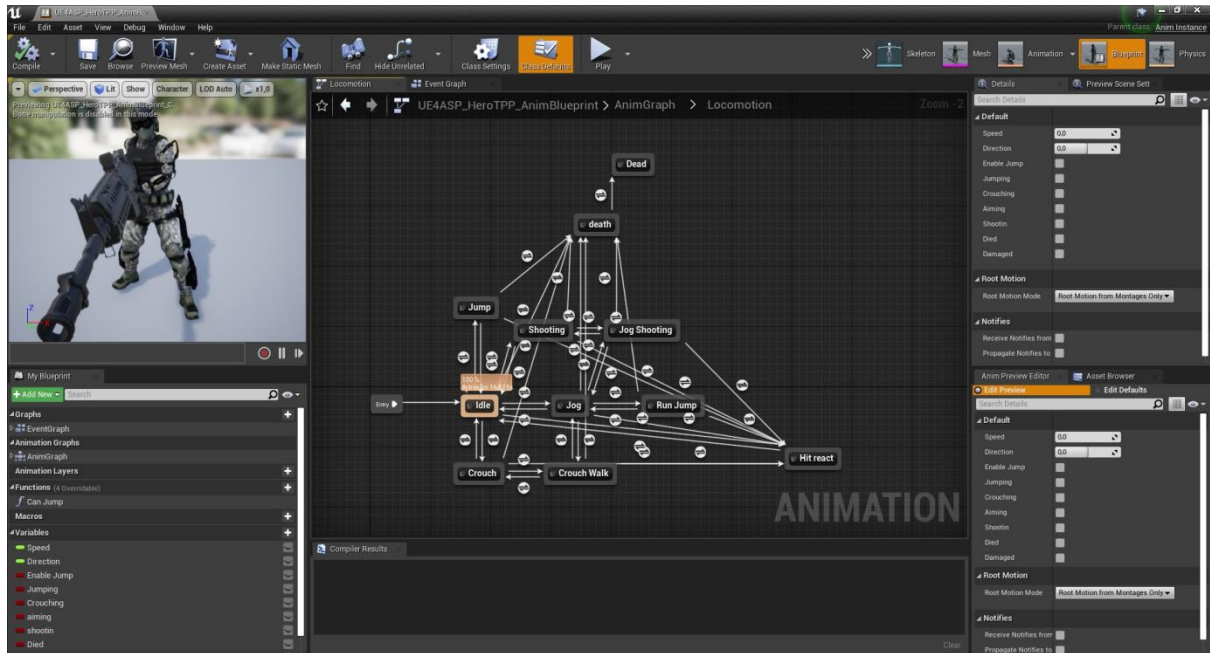 UE4ASP_HeroTPP_AnimB
File Edit Asset View Debug Window Help
Parent class: Anim Instance
Compile
Save
Browse
Preview Mesh
Create Asset
Make Static Mesh
Find
Hide Unrelated
Class Settings
Class Defaults
Play
Skeleton
Mesh
Animation
Blueprint
Physics
Perspective
Lit
Show
Character
LOD Auto
x1,0
Previewing UE4ASP_HeroTPP_AnimBlueprint_C.
Bone manipulation is disabled in this mode.
Z
X
My Blueprint
+ Add New
Search
Graphs
EventGraph
Animation Graphs
AnimGraph
Animation Layers
Functions (4 Overridable)
Can Jump
Macros
Variables
Speed
Direction
Enable Jump
Jumping
Crouching
aiming
shootin
Died
Locomotion
Event Graph
UE4ASP_HeroTPP_AnimBlueprint > AnimGraph > Locomotion
Zoom -2
Dead
death
Jump
Shooting
Jog Shooting
100%
Entry
Idle
Jog
Run Jump
Hit react
Crouch
Crouch Walk
ANIMATION
Compiler Results
Clear
Details
Preview Scene Sett
Search Details
Default
Speed 0,0
Direction 0,0
Enable Jump
Jumping
Crouching
Aiming
Shootin
Died
Damaged
Root Motion
Root Motion Mode Root Motion from Montages Only
Notifies
Receive Notifies from
Propagate Notifies to
Anim Preview Editor
Asset Browser
Edit Preview
Edit Defaults
Search Details
Default
Speed 0,0
Direction 0,0
Enable Jump
Jumping
Crouching
Aiming
Shootin
Died
Damaged
Root Motion
Root Motion Mode Root Motion from Montages Only
Notifies
Receive Notifies from
Propagate Notifies to